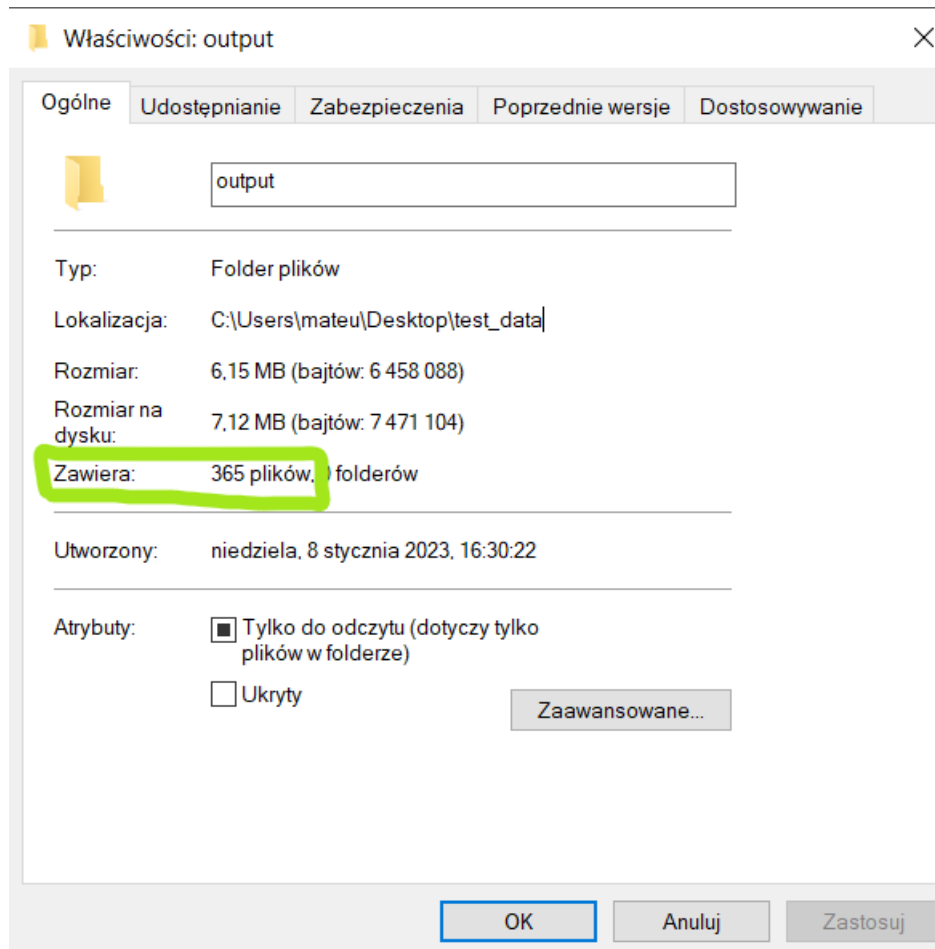 Właściwości: output
Ogólne Udostępnianie Zabezpieczenia Poprzednie wersje Dostosowywanie
output
Typ: Folder plików
Lokalizacja: C:\Users\mateu\Desktop\test_data
Rozmiar: 6,15 MB (bajtów: 6 458 088)
Rozmiar na dysku: 7,12 MB (bajtów: 7 471 104)
Zawiera: 365 plików, folderów
Utworzony: niedziela, 8 stycznia 2023, 16:30:22
Atrybuty: Tylko do odczytu (dotyczy tylko
plików w folderze)
Ukryty
Zaawansowane...
OK Anuluj Zastosuj